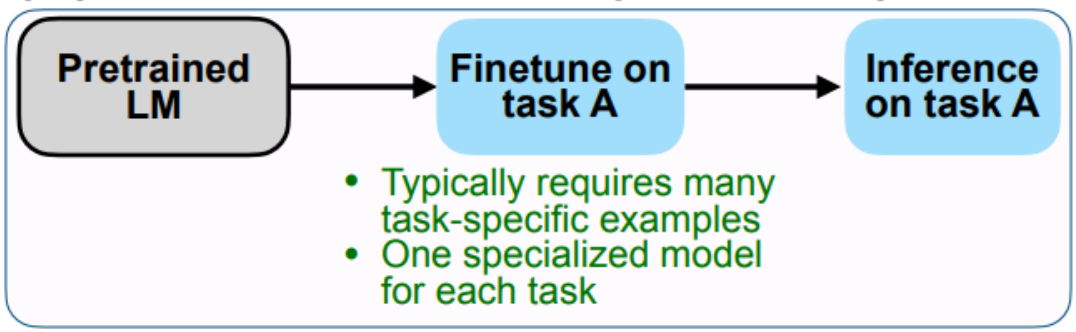 Pretrained
LM
Finetune on
task A
Inference
on task A
• Typically requires many
task-specific examples
• One specialized model
for each task